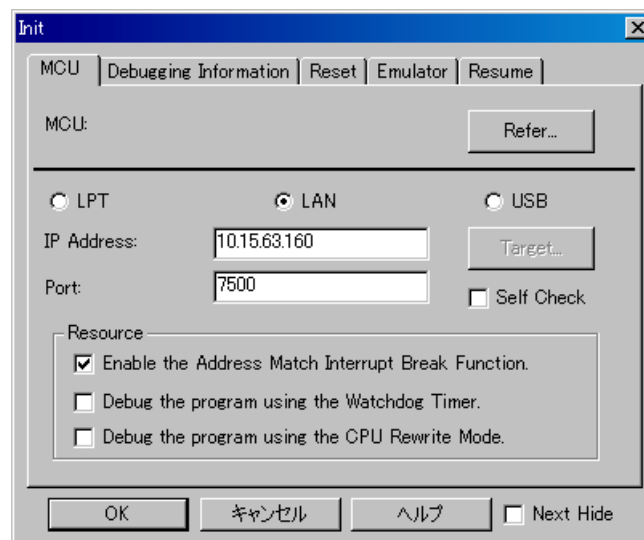 Init
MCU Debugging Information Reset Emulator Resume
MCU: Refer...
LPT LAN USB
IP Address: 10.15.63.160 Target...
Port: 7500
Self Check
Resource
Enable the Address Match Interrupt Break Function.
Debug the program using the Watchdog Timer.
Debug the program using the CPU Rewrite Mode.
OK キャンセル ヘルプ Next Hide